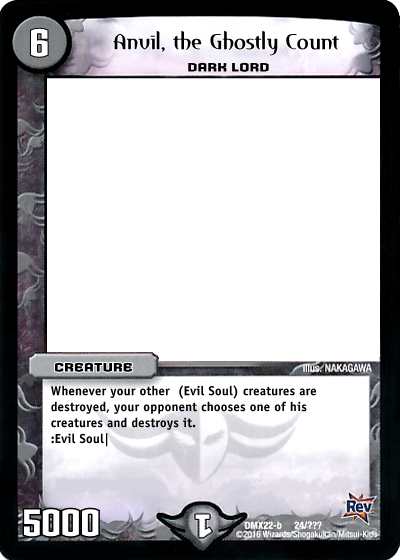 6
Anvil, the Ghostly Count
DARK LORD
CREATURE
Illus. NAKAGAWA
Whenever your other (Evil Soul) creatures are
destroyed, your opponent chooses one of his
creatures and destroys it.
:Evil Soul|
5000
1
DMX22-b 24/???
©2016 Wizards/Shogakukan/Mitsui-Kids
Rev